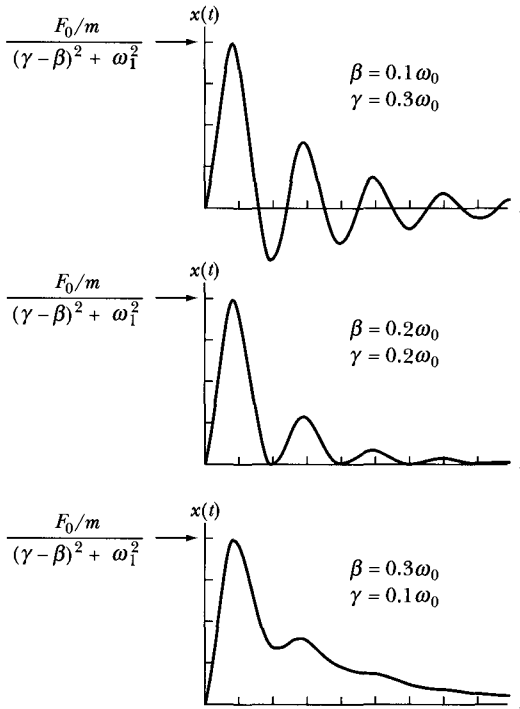 x(t)
F₀/m
(γ − β)² + ω₁²
β = 0.1ω₀
γ = 0.3ω₀
x(t)
F₀/m
(γ − β)² + ω₁²
β = 0.2ω₀
γ = 0.2ω₀
x(t)
F₀/m
(γ − β)² + ω₁²
β = 0.3ω₀
γ = 0.1ω₀